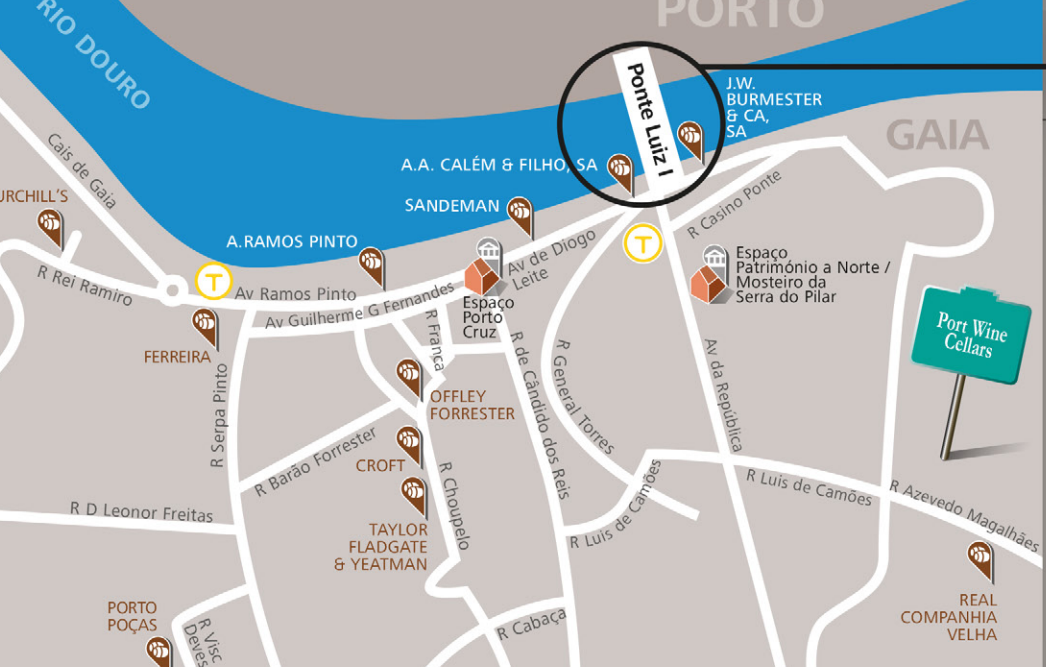 PORTO
RIO DOURO
Ponte Luiz I
J.W.
BURMESTER
& CA,
SA
GAIA
A.A. CALÉM & FILHO, SA
SANDEMAN
A.RAMOS PINTO
Cais de Gaia
URCHILL'S
R Rei Ramiro
T
T
Av Ramos Pinto
Av Guilherme G Fernandes
Av de Diogo
Leite
R Casino Ponte
Espaço
Património a Norte /
Mosteiro da
Serra do Pilar
Espaço
Porto
Cruz
Port Wine
Cellars
FERREIRA
R França
R Serpa Pinto
R de Cândido dos Reis
R General Torres
Av da República
OFFLEY
FORRESTER
R Barão Forrester
CROFT
R Choupelo
TAYLOR
FLADGATE
& YEATMAN
R Luis de Camões
R Luis de Camões
R Azevedo Magalhães
R D Leonor Freitas
REAL
COMPANHIA
VELHA
PORTO
POÇAS
R Visc
Deves
R Cabaça